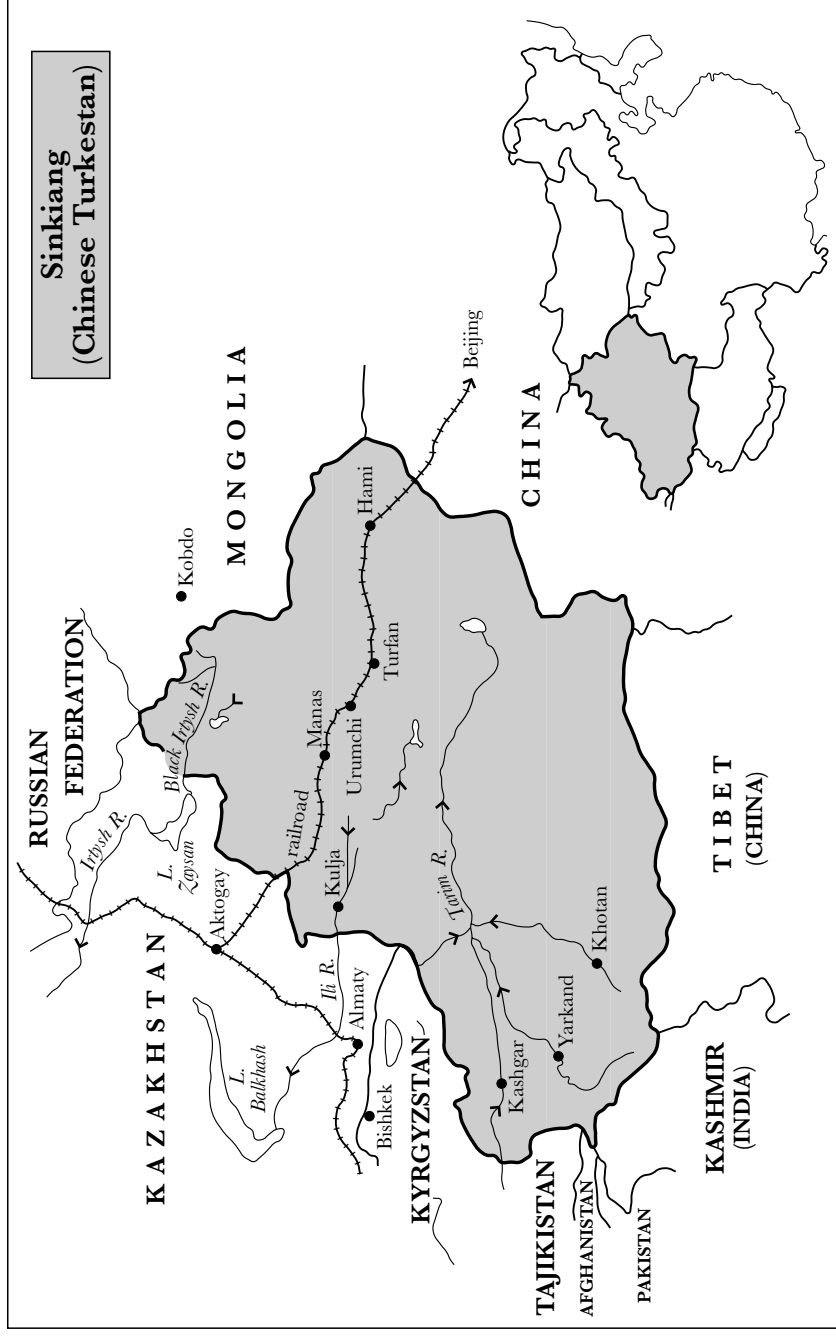 Sinkiang
(Chinese Turkestan)
RUSSIAN
FEDERATION
Irtysh R.
Black Irtysh R.
L.
Zaysan
Kobdo
MONGOLIA
KAZAKHSTAN
Aktogay
railroad
Manas
Urumchi
Turfan
Hami
Beijing
L.
Balkhash
Ili R.
Kulja
Almaty
Bishkek
KYRGYZSTAN
Tarim R.
CHINA
Kashgar
Yarkand
Khotan
TAJIKISTAN
AFGHANISTAN
PAKISTAN
KASHMIR
(INDIA)
TIBET
(CHINA)